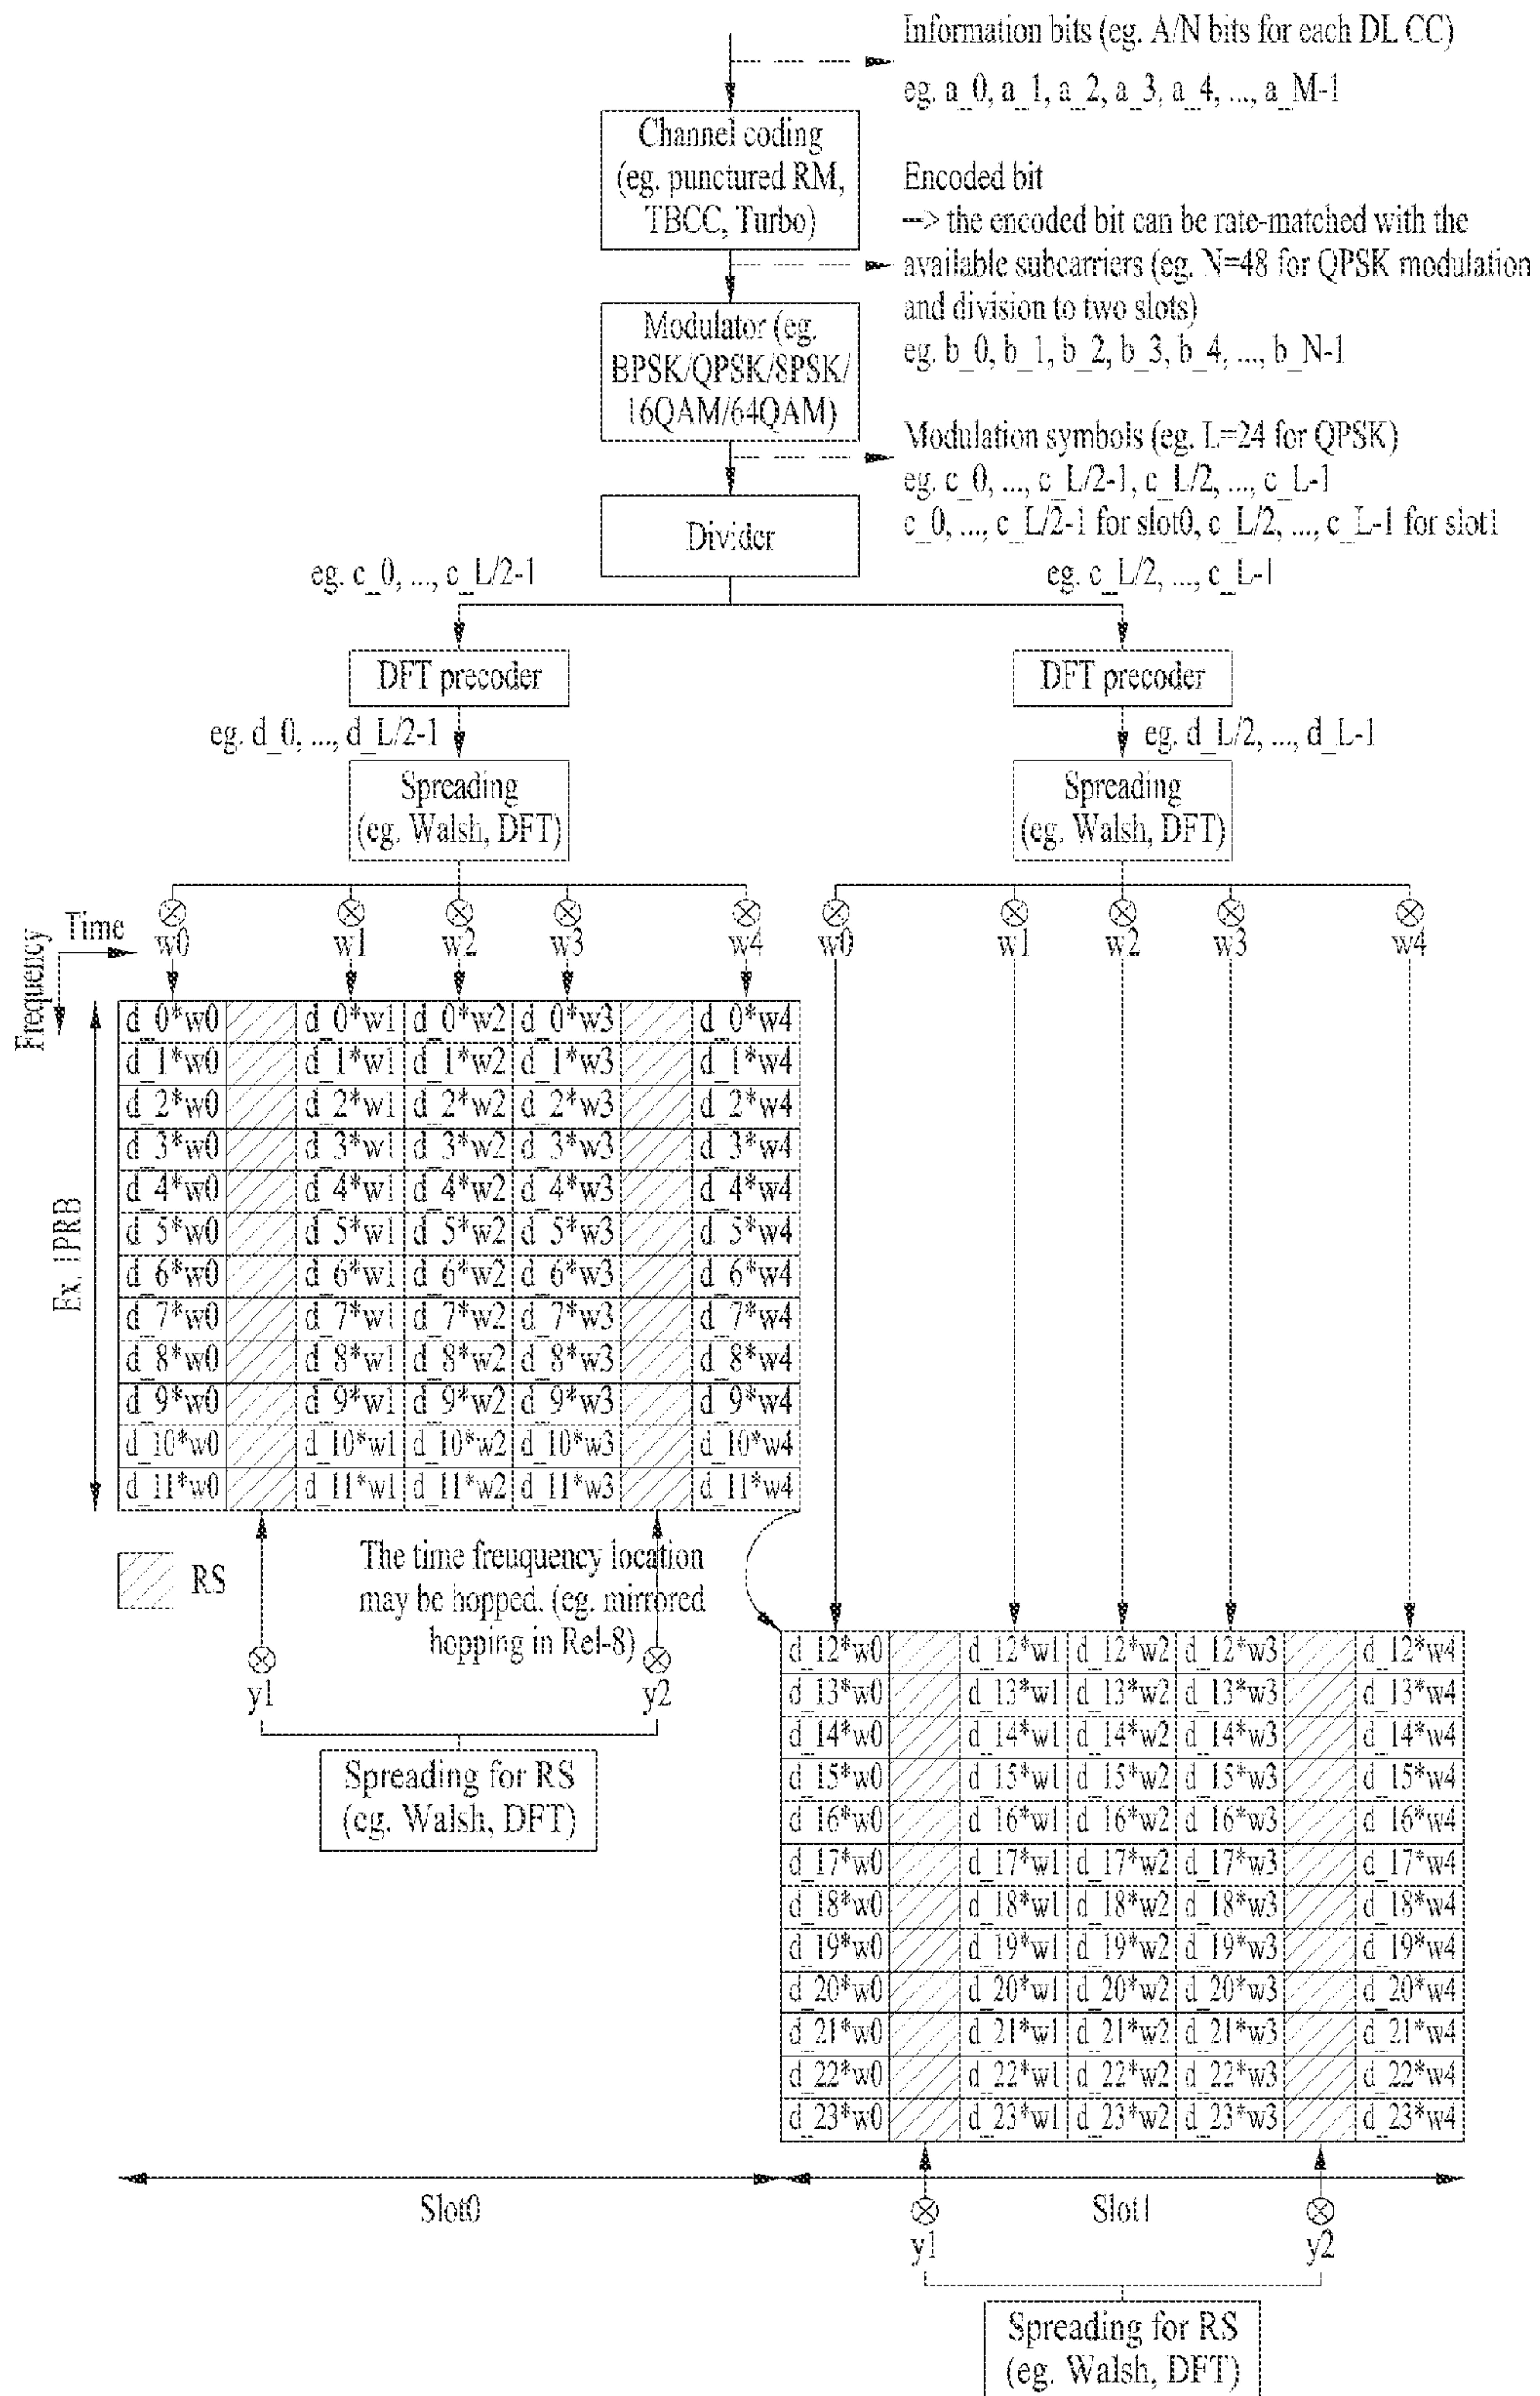 Information bits (eg. A/N bits for each DL CC)
eg. a_0, a_1, a_2, a_3, a_4, ..., a_M-1
Channel coding
(eg. punctured RM,
TBCC, Turbo)
Encoded bit
--> the encoded bit can be rate-matched with the
available subcarriers (eg. N=48 for QPSK modulation
and division to two slots)
eg. b_0, b_1, b_2, b_3, b_4, ..., b_N-1
Modulator (eg.
BPSK/QPSK/8PSK/
16QAM/64QAM)
Modulation symbols (eg. L=24 for QPSK)
eg. c_0, ..., c_L/2-1, c_L/2, ..., c_L-1
c_0, ..., c_L/2-1 for slot0, c_L/2, ..., c_L-1 for slot1
Divider
eg. c_0, ..., c_L/2-1
eg. c_L/2, ..., c_L-1
DFT precoder
DFT precoder
eg. d_0, ..., d_L/2-1
eg. d_L/2, ..., d_L-1
Spreading
(eg. Walsh, DFT)
Spreading
(eg. Walsh, DFT)
Time
Frequency
w0 w1 w2 w3 w4
w0 w1 w2 w3 w4
Ex. 1PRB
d_0*w0 d_0*w1 d_0*w2 d_0*w3 d_0*w4
d_1*w0 d_1*w1 d_1*w2 d_1*w3 d_1*w4
d_2*w0 d_2*w1 d_2*w2 d_2*w3 d_2*w4
d_3*w0 d_3*w1 d_3*w2 d_3*w3 d_3*w4
d_4*w0 d_4*w1 d_4*w2 d_4*w3 d_4*w4
d_5*w0 d_5*w1 d_5*w2 d_5*w3 d_5*w4
d_6*w0 d_6*w1 d_6*w2 d_6*w3 d_6*w4
d_7*w0 d_7*w1 d_7*w2 d_7*w3 d_7*w4
d_8*w0 d_8*w1 d_8*w2 d_8*w3 d_8*w4
d_9*w0 d_9*w1 d_9*w2 d_9*w3 d_9*w4
d_10*w0 d_10*w1 d_10*w2 d_10*w3 d_10*w4
d_11*w0 d_11*w1 d_11*w2 d_11*w3 d_11*w4
RS
The time freuquency location
may be hopped. (eg. mirrored
hopping in Rel-8)
y1 y2
Spreading for RS
(eg. Walsh, DFT)
d_12*w0 d_12*w1 d_12*w2 d_12*w3 d_12*w4
d_13*w0 d_13*w1 d_13*w2 d_13*w3 d_13*w4
d_14*w0 d_14*w1 d_14*w2 d_14*w3 d_14*w4
d_15*w0 d_15*w1 d_15*w2 d_15*w3 d_15*w4
d_16*w0 d_16*w1 d_16*w2 d_16*w3 d_16*w4
d_17*w0 d_17*w1 d_17*w2 d_17*w3 d_17*w4
d_18*w0 d_18*w1 d_18*w2 d_18*w3 d_18*w4
d_19*w0 d_19*w1 d_19*w2 d_19*w3 d_19*w4
d_20*w0 d_20*w1 d_20*w2 d_20*w3 d_20*w4
d_21*w0 d_21*w1 d_21*w2 d_21*w3 d_21*w4
d_22*w0 d_22*w1 d_22*w2 d_22*w3 d_22*w4
d_23*w0 d_23*w1 d_23*w2 d_23*w3 d_23*w4
Slot0
Slot1
y1 y2
Spreading for RS
(eg. Walsh, DFT)